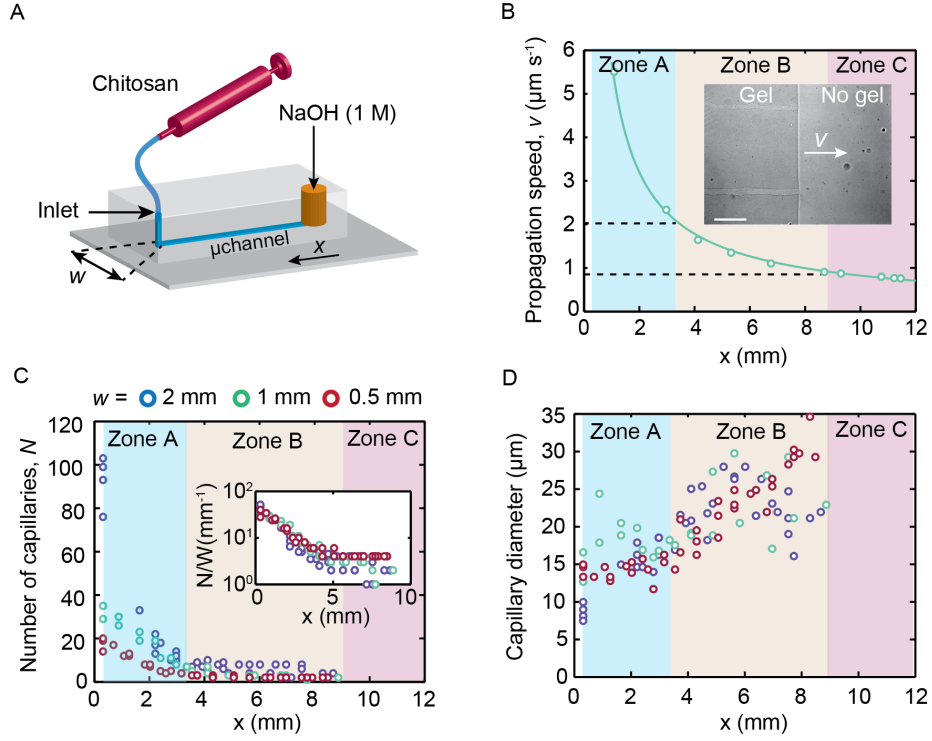 A
Chitosan
NaOH (1 M)
Inlet
µchannel
x
w
B
Propagation speed, v (µm s⁻¹)
6
5
4
3
2
1
0
Zone A
Zone B
Zone C
Gel
No gel
v
0 2 4 6 8 10 12
x (mm)
C
w = 2 mm 1 mm 0.5 mm
Number of capillaries, N
120
100
80
60
40
20
0
Zone A
Zone B
Zone C
N/W(mm⁻¹)
10²
10¹
10⁰
0 5 10
x (mm)
0 2 4 6 8 10 12
x (mm)
D
Capillary diameter (µm)
35
30
25
20
15
10
5
0
Zone A
Zone B
Zone C
0 2 4 6 8 10 12
x (mm)